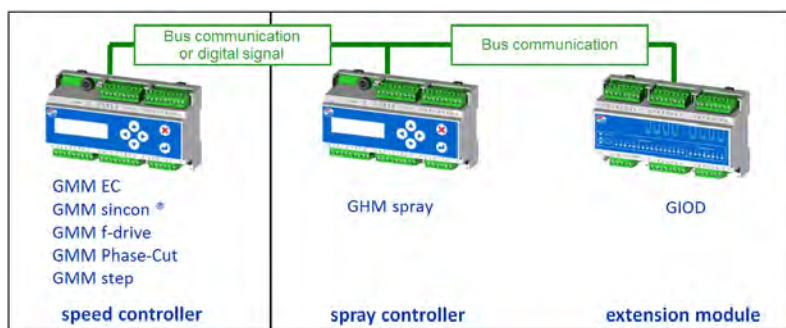 Bus communication
or digital signal
Bus communication
GMM EC
GMM sincon ®
GMM f-drive
GMM Phase-Cut
GMM step
GHM spray
GIOD
speed controller
spray controller
extension module